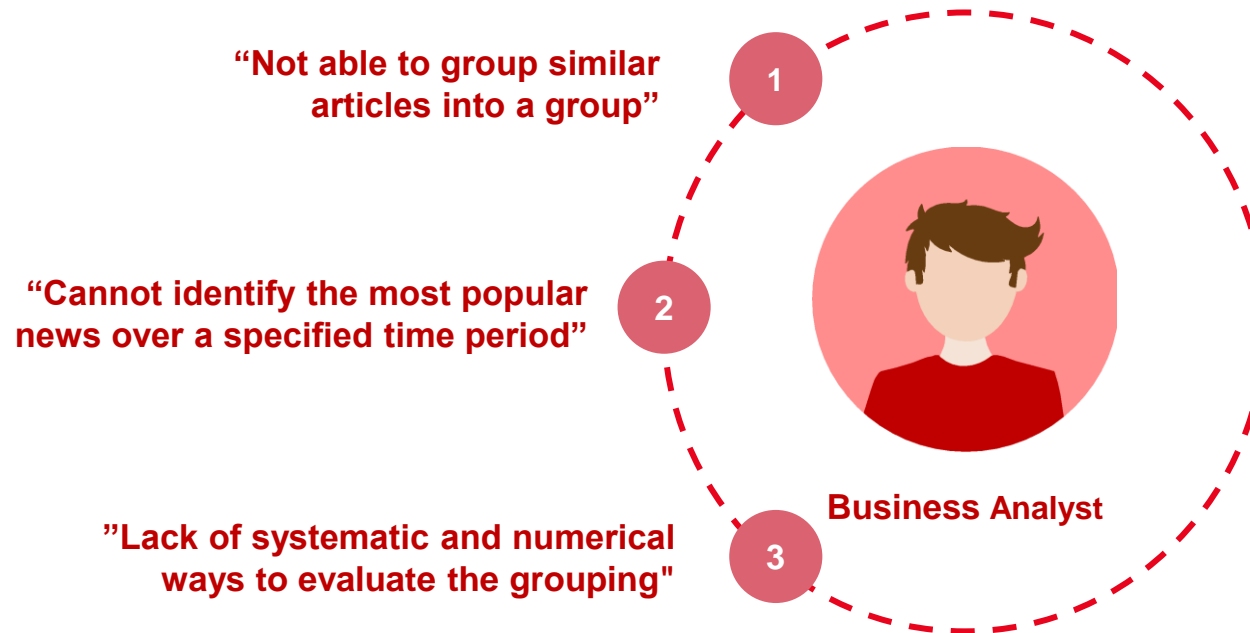 “Not able to group similar
articles into a group”
1
“Cannot identify the most popular
news over a specified time period”
2
Business Analyst
”Lack of systematic and numerical
ways to evaluate the grouping"
3